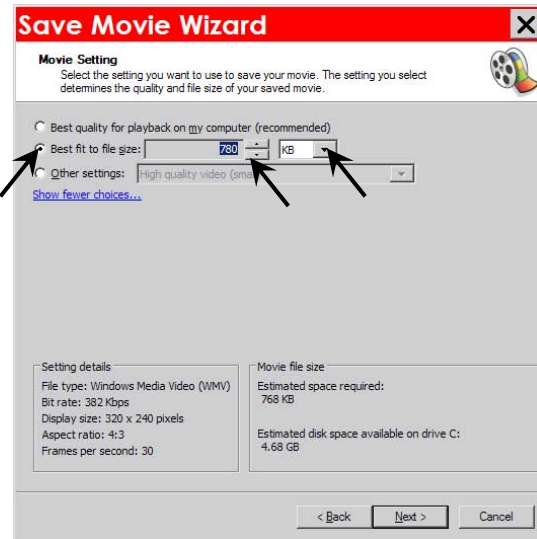 Save Movie Wizard
Movie Setting
Select the setting you want to use to save your movie. The setting you select
determines the quality and file size of your saved movie.
Best quality for playback on my computer (recommended)
Best fit to file size: 780 KB
Other settings: High quality video (sma
Show fewer choices...
Setting details
File type: Windows Media Video (WMV)
Bit rate: 382 Kbps
Display size: 320 x 240 pixels
Aspect ratio: 4:3
Frames per second: 30
Movie file size
Estimated space required:
768 KB
Estimated disk space available on drive C:
4.68 GB
< Back Next > Cancel